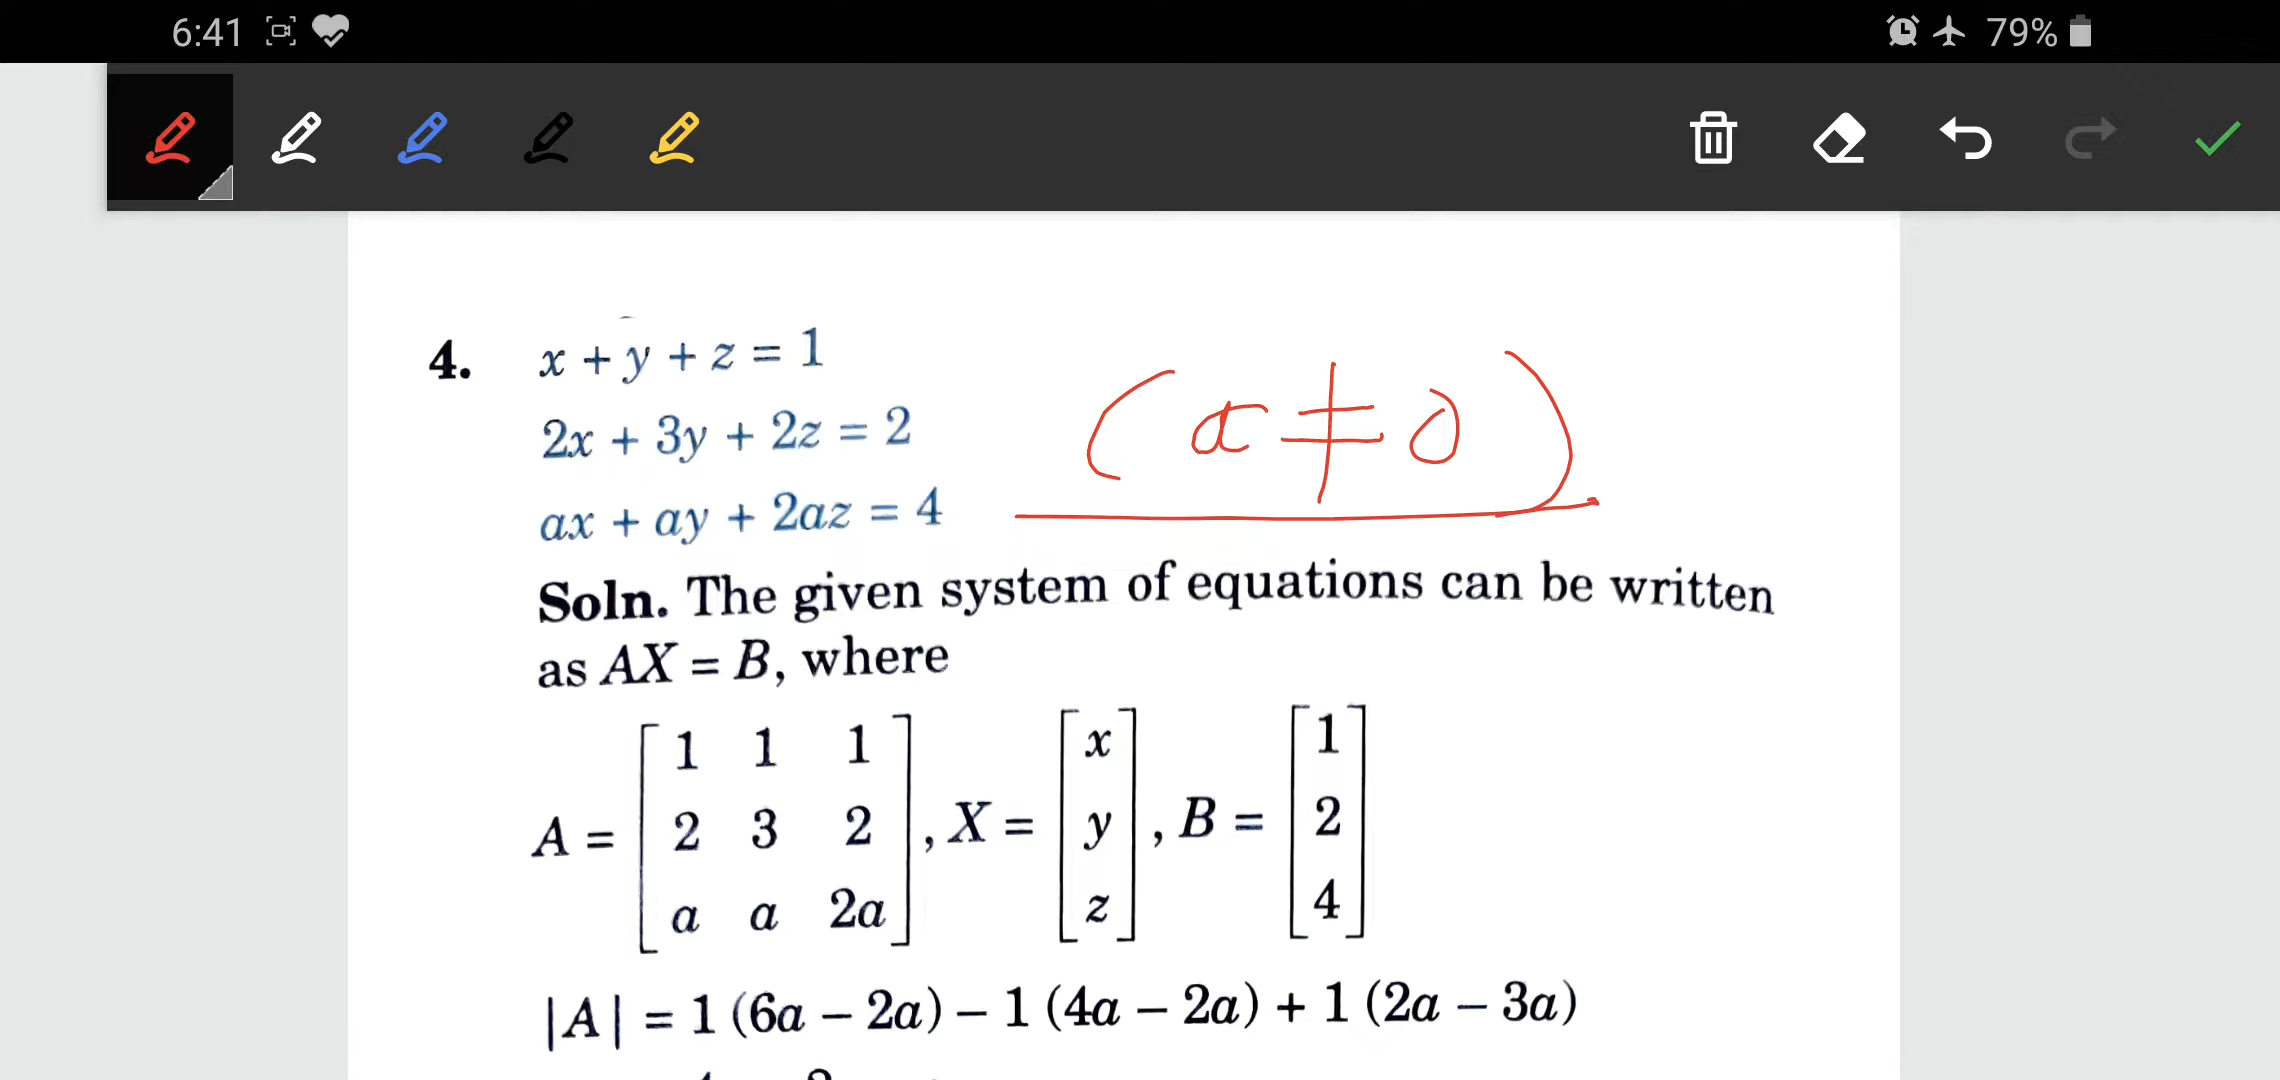 6:41 79%
4. x + y + z = 1
2x + 3y + 2z = 2
ax + ay + 2az = 4
(a ≠ 0)
Soln. The given system of equations can be written
as AX = B, where
A = [1 1 1; 2 3 2; a a 2a], X = [x; y; z], B = [1; 2; 4]
|A| = 1 (6a – 2a) – 1 (4a – 2a) + 1 (2a – 3a)